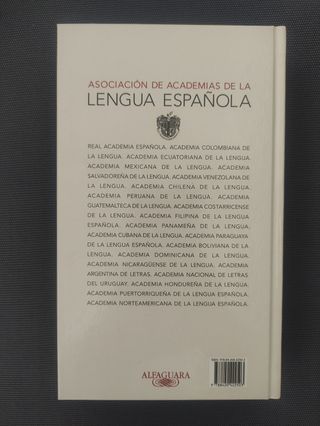 ASOCIACIÓN DE ACADEMIAS DE LA
LENGUA ESPAÑOLA
REAL ACADEMIA ESPAÑOLA. ACADEMIA COLOMBIANA DE
LA LENGUA. ACADEMIA ECUATORIANA DE LA LENGUA.
ACADEMIA MEXICANA DE LA LENGUA. ACADEMIA
SALVADOREÑA DE LA LENGUA. ACADEMIA VENEZOLANA DE
LA LENGUA. ACADEMIA CHILENA DE LA LENGUA.
ACADEMIA PERUANA DE LA LENGUA. ACADEMIA
GUATEMALTECA DE LA LENGUA. ACADEMIA COSTARRICENSE
DE LA LENGUA. ACADEMIA FILIPINA DE LA LENGUA
ESPAÑOLA. ACADEMIA PANAMEÑA DE LA LENGUA.
ACADEMIA CUBANA DE LA LENGUA. ACADEMIA PARAGUAYA
DE LA LENGUA ESPAÑOLA. ACADEMIA BOLIVIANA DE LA
LENGUA. ACADEMIA DOMINICANA DE LA LENGUA.
ACADEMIA NICARAGÜENSE DE LA LENGUA. ACADEMIA
ARGENTINA DE LETRAS. ACADEMIA NACIONAL DE LETRAS
DEL URUGUAY. ACADEMIA HONDUREÑA DE LA LENGUA.
ACADEMIA PUERTORRIQUEÑA DE LA LENGUA ESPAÑOLA.
ACADEMIA NORTEAMERICANA DE LA LENGUA ESPAÑOLA.
ALFAGUARA